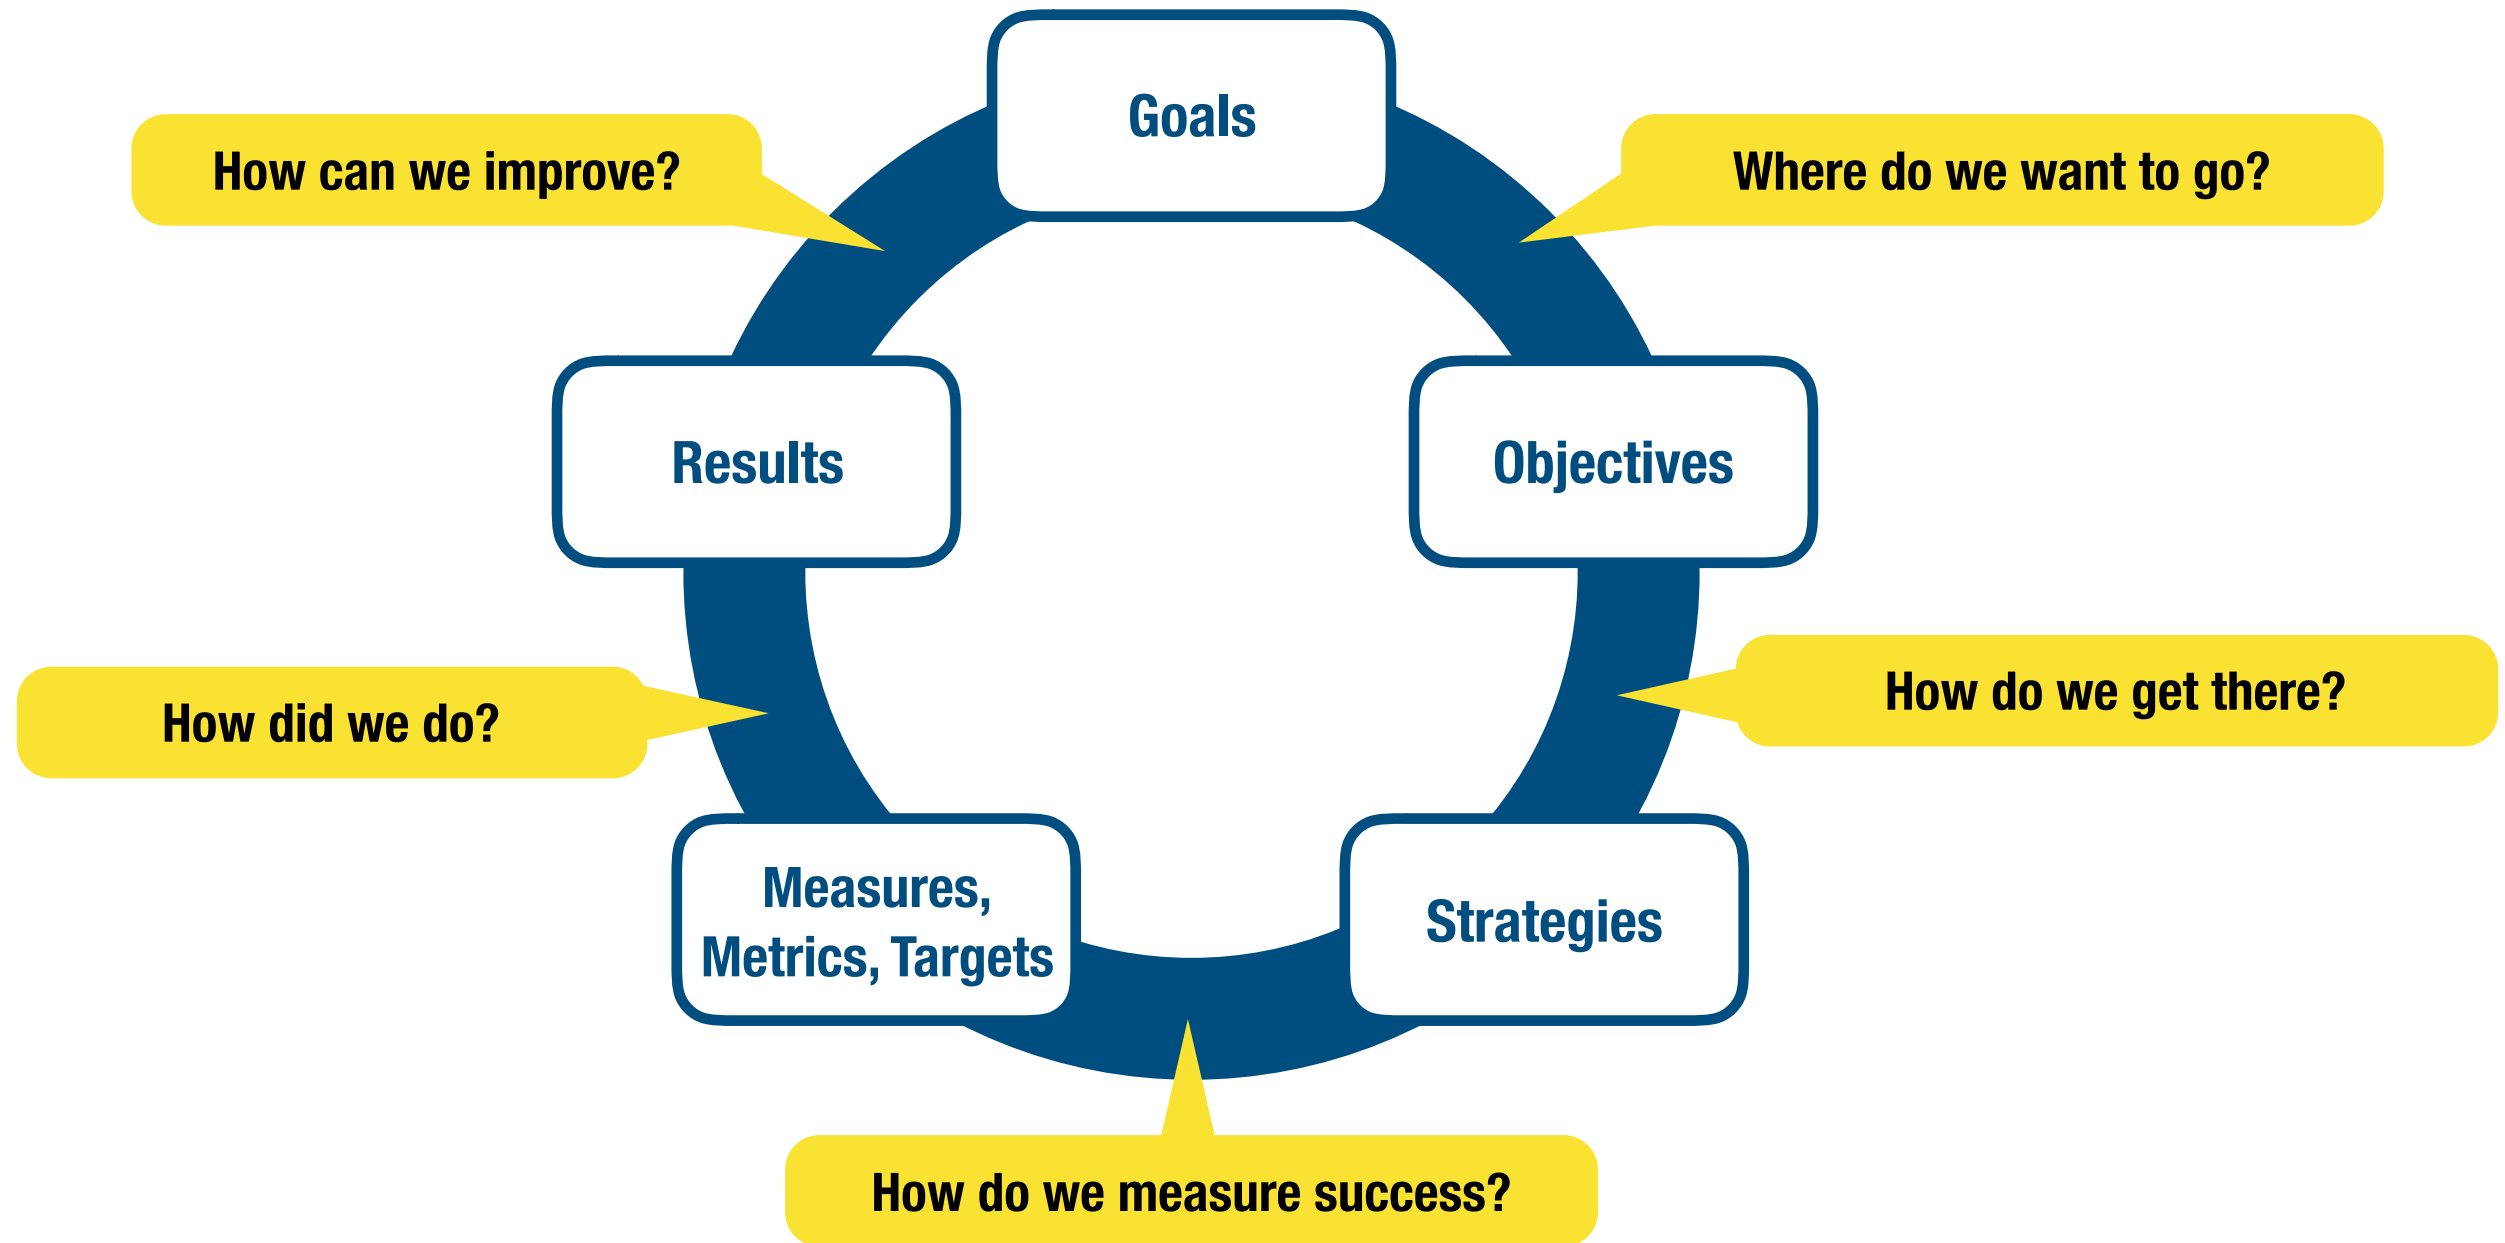 Goals
How can we improve?
Where do we want to go?
Results
Objectives
How do we get there?
How did we do?
Measures,
Metrics, Targets
Strategies
How do we measure success?